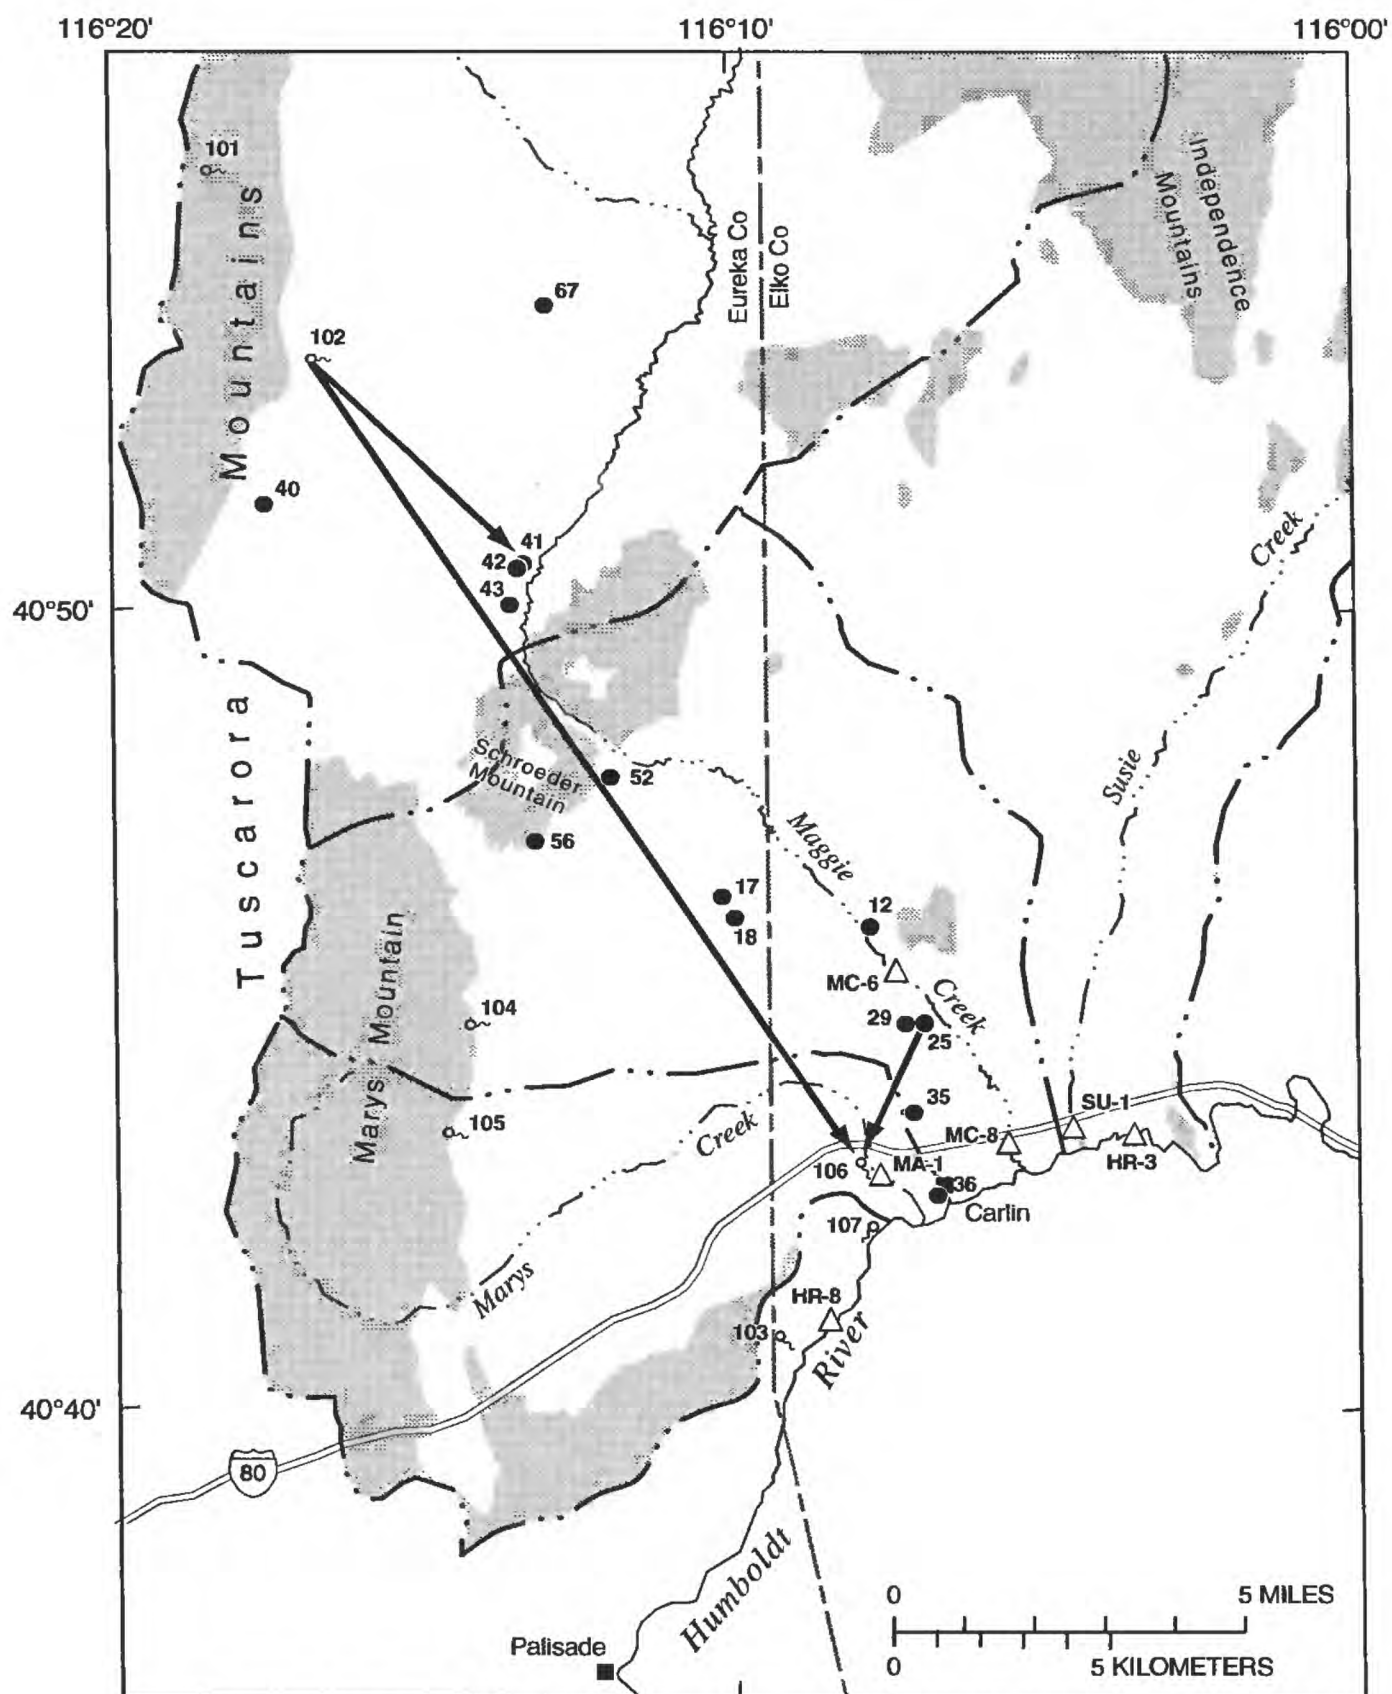 116°20'
116°10'
116°00'
101
Independence
Mountains
Mountains
Eureka Co
Elko Co
67
102
40
41
42
43
40°50'
Creek
Susie
Tuscarora
Schroeder
Mountain
52
56
Maggie
17
18
12
MC-6
Creek
Marys Mountain
104
29
25
35
SU-1
105
Creek
MC-8
HR-3
106
MA-1
36
Carlin
107
Marys
HR-8
103
River
40°40'
80
Humboldt
Palisade
0
5 MILES
0
5 KILOMETERS